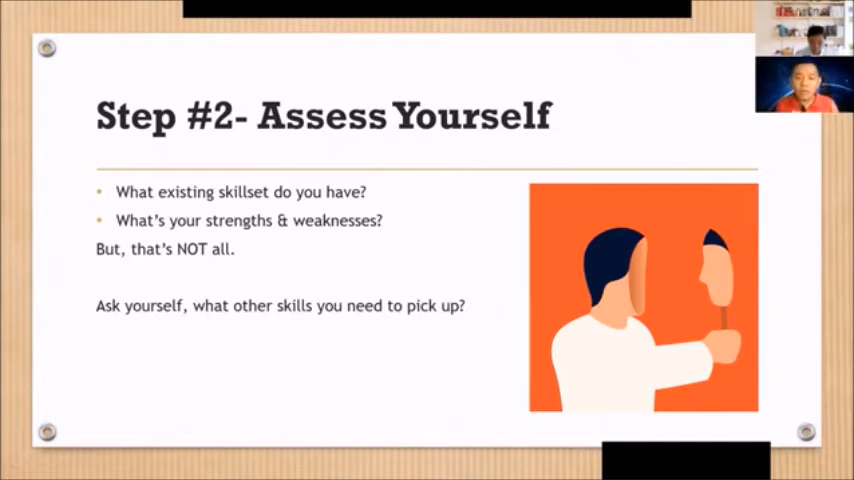 Step #2- Assess Yourself
• What existing skillset do you have?
• What's your strengths & weaknesses?
But, that's NOT all.
Ask yourself, what other skills you need to pick up?